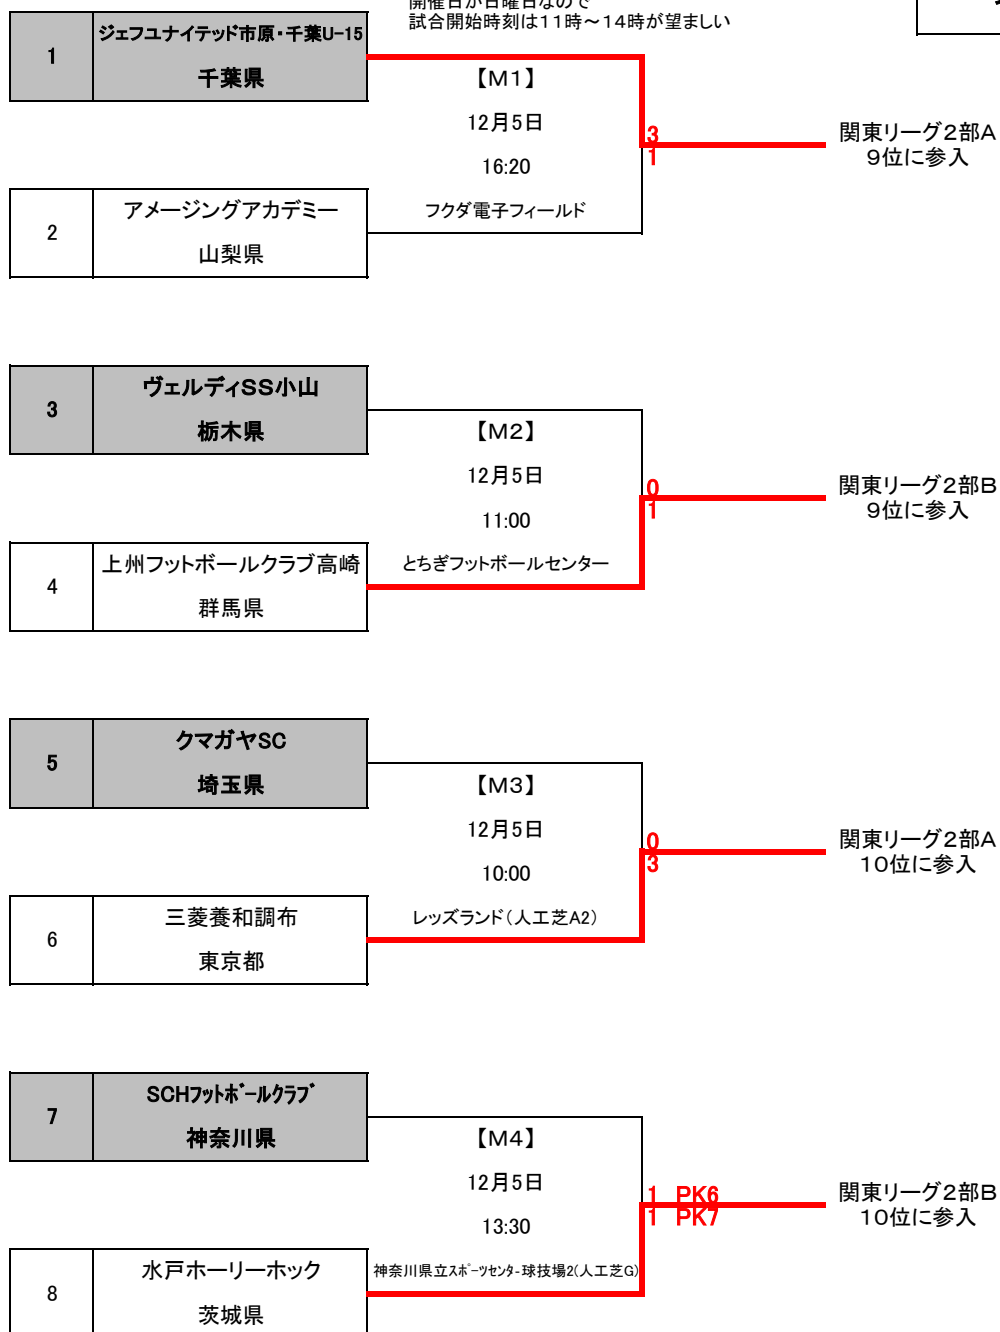 開催日が日曜日なので
試合開始時刻は11時～14時が望ましい
1
ジェフユナイテッド市原・千葉U-15
千葉県
【M1】
12月5日
16:20
フクダ電子フィールド
3
1
関東リーグ2部A
9位に参入
2
アメージングアカデミー
山梨県
3
ヴェルディSS小山
栃木県
【M2】
12月5日
11:00
とちぎフットボールセンター
0
1
関東リーグ2部B
9位に参入
4
上州フットボールクラブ高崎
群馬県
5
クマガヤSC
埼玉県
【M3】
12月5日
10:00
レッズランド（人工芝A2）
0
3
関東リーグ2部A
10位に参入
6
三菱養和調布
東京都
7
SCHフットボールクラブ
神奈川県
【M4】
12月5日
13:30
神奈川県立スポーツセンター球技場2(人工芝G)
1 PK6
1 PK7
関東リーグ2部B
10位に参入
8
水戸ホーリーホック
茨城県